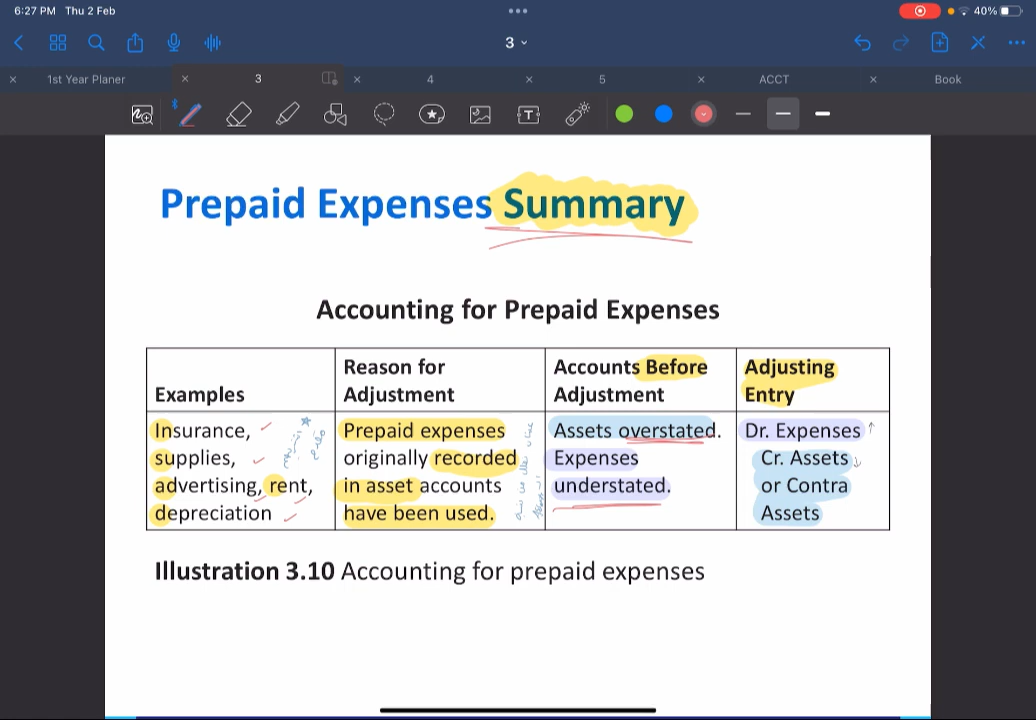 6:27 PM Thu 2 Feb
40%
3
1st Year Planer
3
4
5
ACCT
Book
Prepaid Expenses Summary
Accounting for Prepaid Expenses
Examples
Reason for
Adjustment
Accounts Before
Adjustment
Adjusting
Entry
Insurance,
supplies,
advertising, rent,
depreciation
Prepaid expenses
originally recorded
in asset accounts
have been used.
Assets overstated.
Expenses
understated.
Dr. Expenses
Cr. Assets
or Contra
Assets
Illustration 3.10 Accounting for prepaid expenses